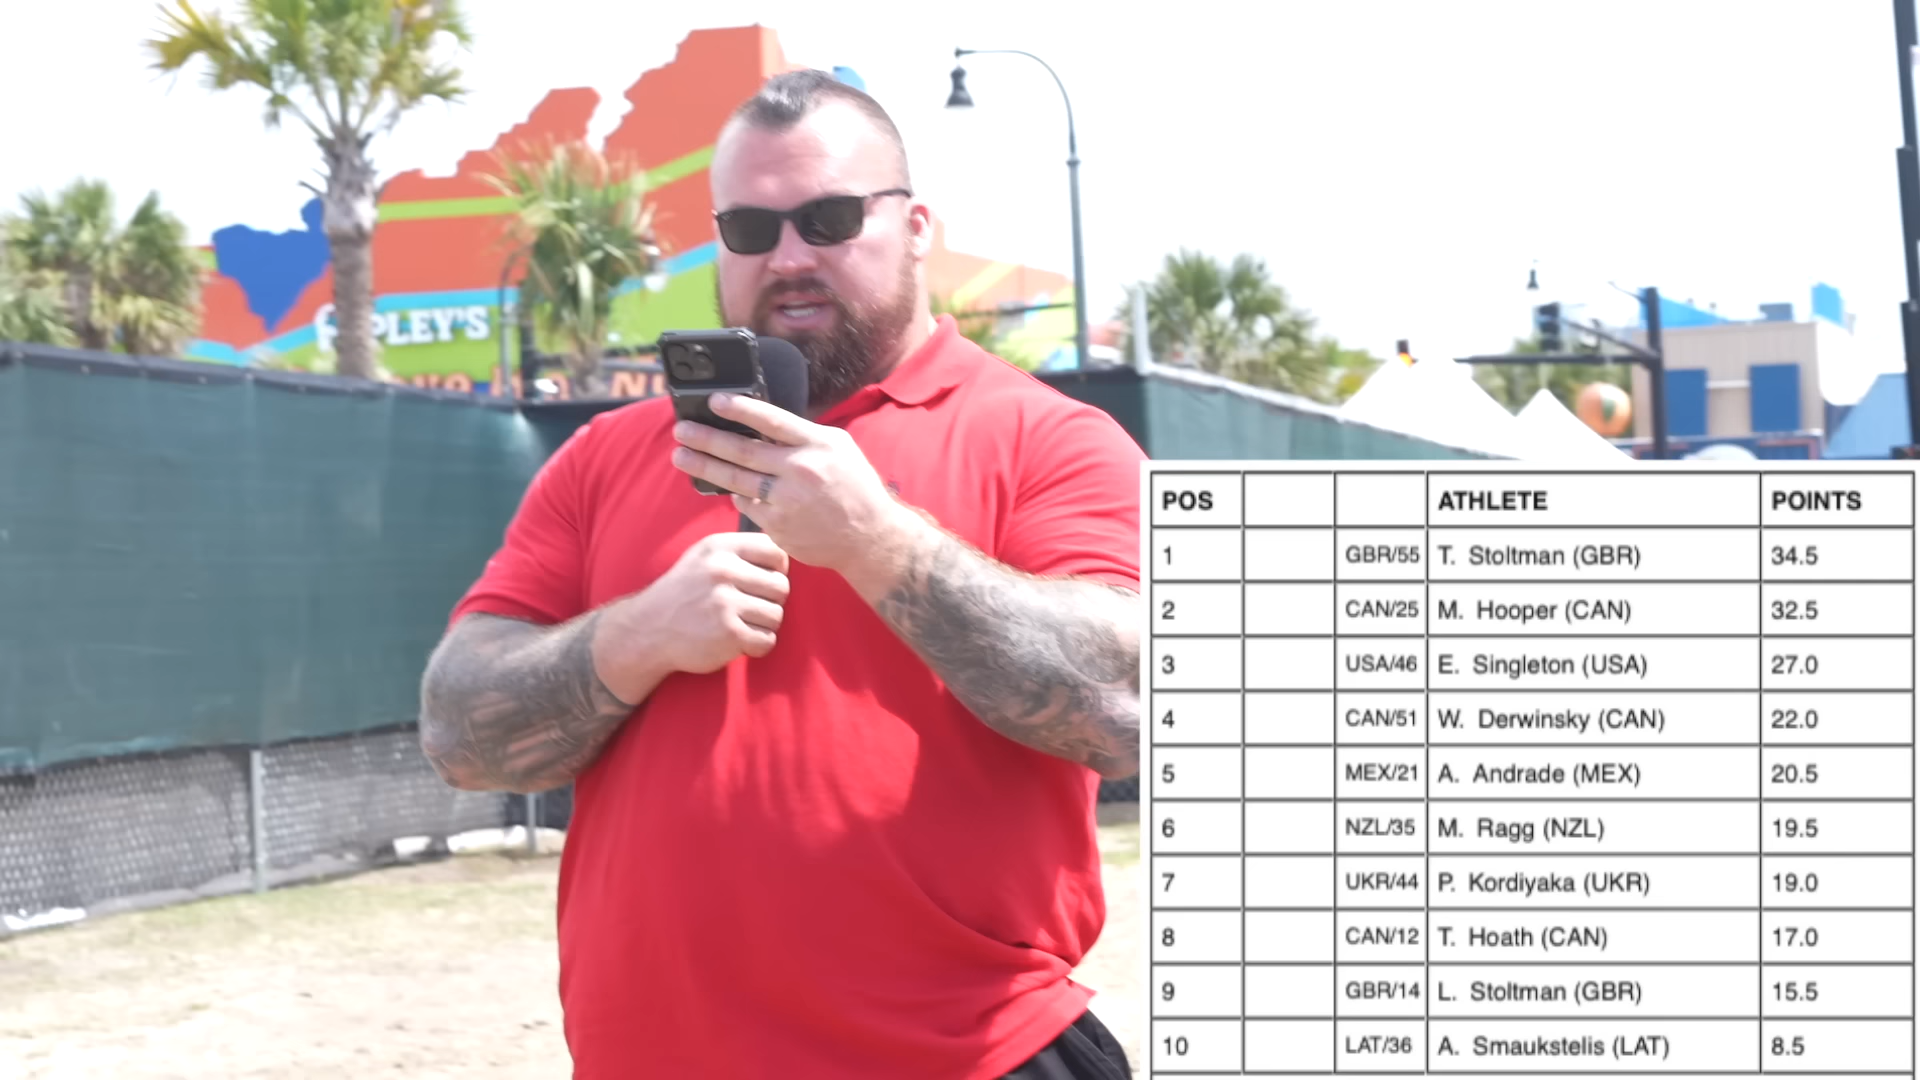 RIPLEY'S
POS ATHLETE POINTS
1 GBR/55 T. Stoltman (GBR) 34.5
2 CAN/25 M. Hooper (CAN) 32.5
3 USA/46 E. Singleton (USA) 27.0
4 CAN/51 W. Derwinsky (CAN) 22.0
5 MEX/21 A. Andrade (MEX) 20.5
6 NZL/35 M. Ragg (NZL) 19.5
7 UKR/44 P. Kordiyaka (UKR) 19.0
8 CAN/12 T. Hoath (CAN) 17.0
9 GBR/14 L. Stoltman (GBR) 15.5
10 LAT/36 A. Smaukstelis (LAT) 8.5